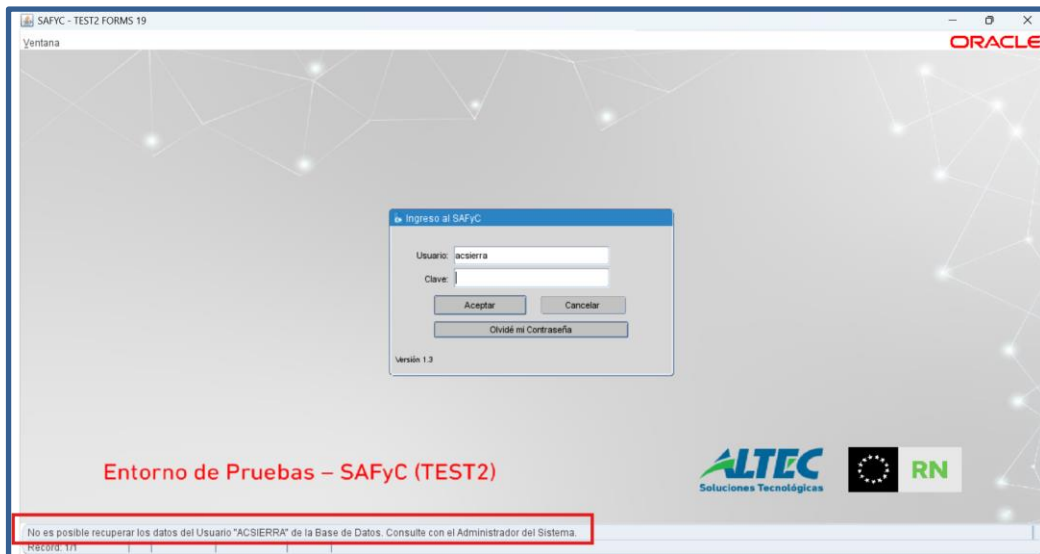 SAFYC - TEST2 FORMS 19
Ventana
ORACLE
Ingreso al SAFyC
Usuario: acsierra
Clave:
Aceptar Cancelar
Olvidé mi Contraseña
Versión 1.3
Entorno de Pruebas – SAFyC (TEST2)
ALTEC
Soluciones Tecnológicas
RN
No es posible recuperar los datos del Usuario "ACSIERRA" de la Base de Datos. Consulte con el Administrador del Sistema.
Record: 1/1